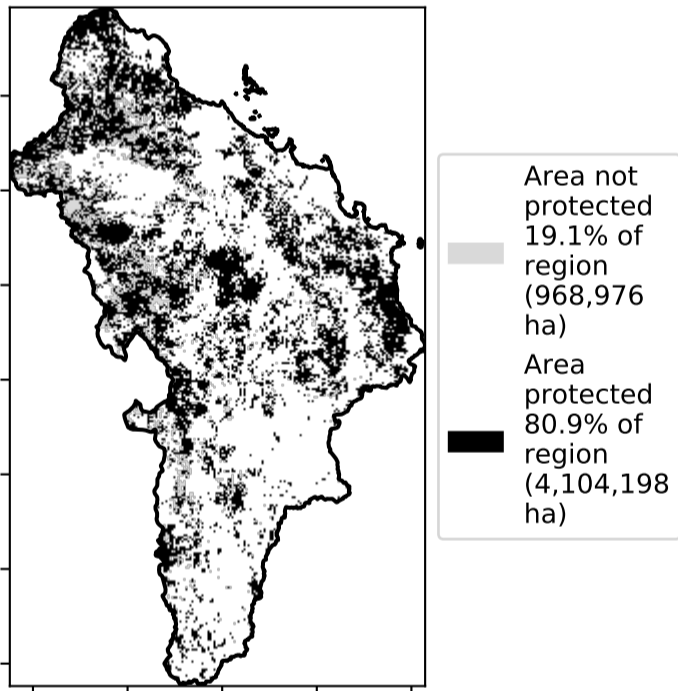 Area not
protected
19.1% of
region
(968,976
ha)
Area
protected
80.9% of
region
(4,104,198
ha)